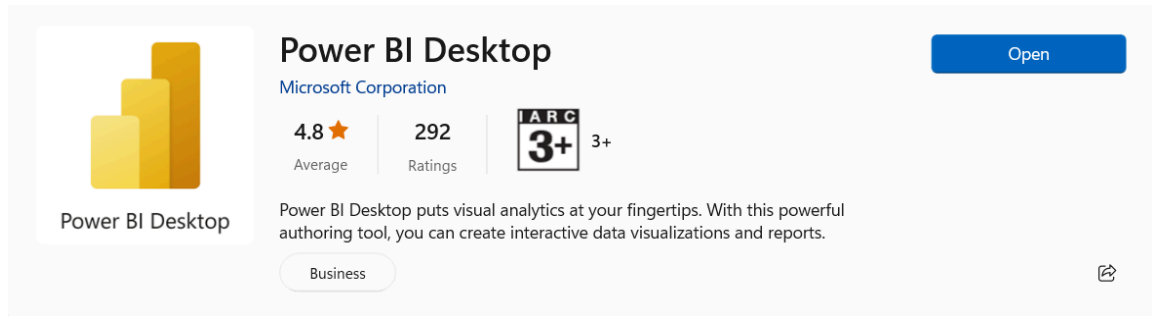 Power BI Desktop
Power BI Desktop
Microsoft Corporation
Open
4.8
Average
292
Ratings
IARC
3+
3+
Power BI Desktop puts visual analytics at your fingertips. With this powerful
authoring tool, you can create interactive data visualizations and reports.
Business